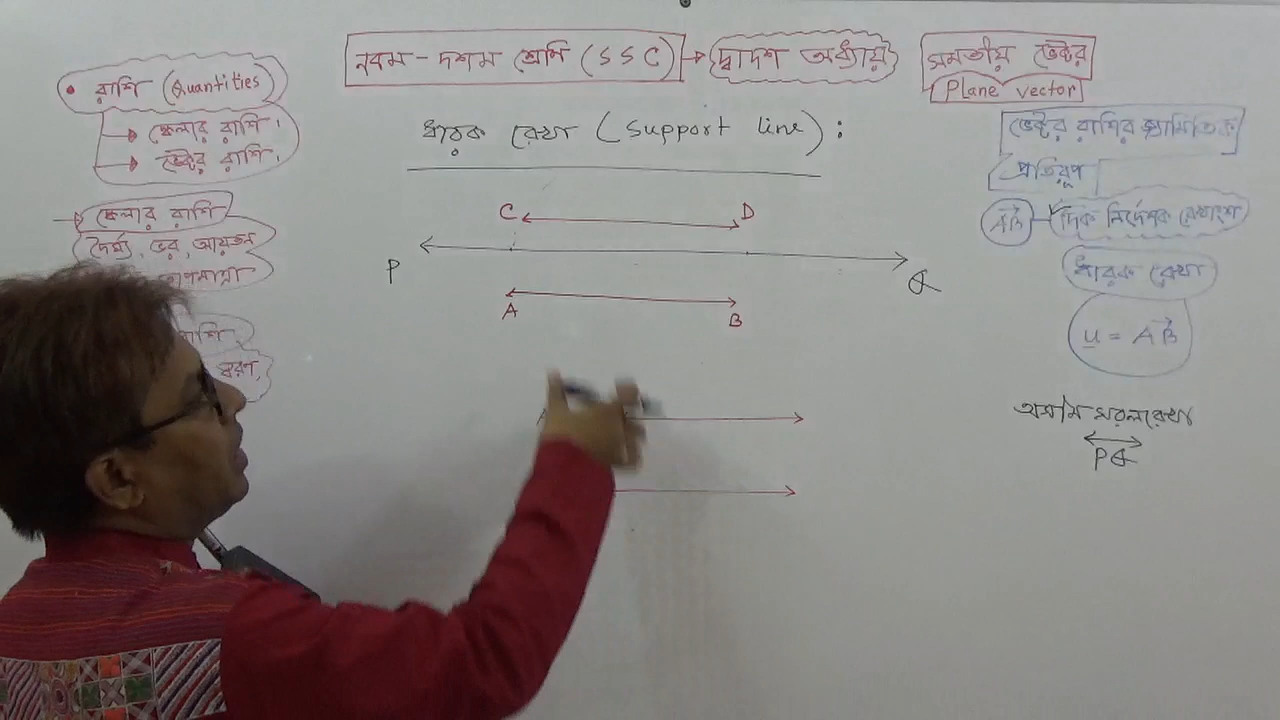 নবম - দশম শ্রেণি (SSC) → দ্বাদশ অধ্যায়
সমতলীয় ভেক্টর
Plane vector
• রাশি (Quantities)
→ স্কেলার রাশি।
→ ভেক্টর রাশি।
→ স্কেলার রাশি
দৈর্ঘ্য, ভর, আয়তন
রাশি
ত্বরণ,
ধারক রেখা (Support line) :
C D
P Q
A B
A
ভেক্টর রাশির জ্যামিতিক
প্রতিরূপ
AB→ দিক নির্দেশক রেখাংশ
ধারক রেখা
u = AB→
অসীম সরলরেখা
↔
PQ